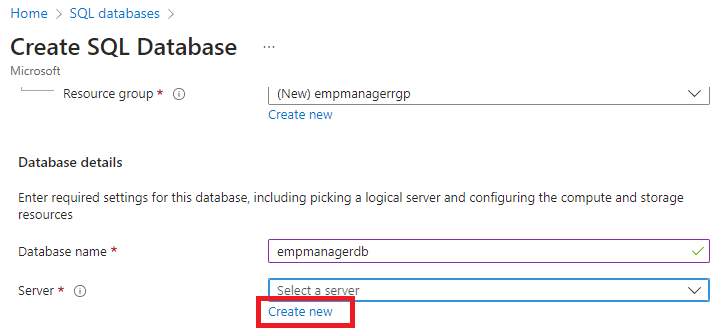 Home > SQL databases >
Create SQL Database ...
Microsoft
Resource group * (New) empmanagerrgp
Create new
Database details
Enter required settings for this database, including picking a logical server and configuring the compute and storage
resources
Database name * empmanagerdb
Server * Select a server
Create new